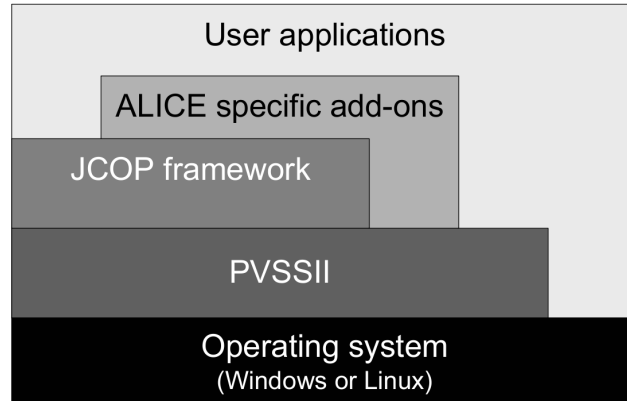 User applications
ALICE specific add-ons
JCOP framework
PVSSII
Operating system
(Windows or Linux)